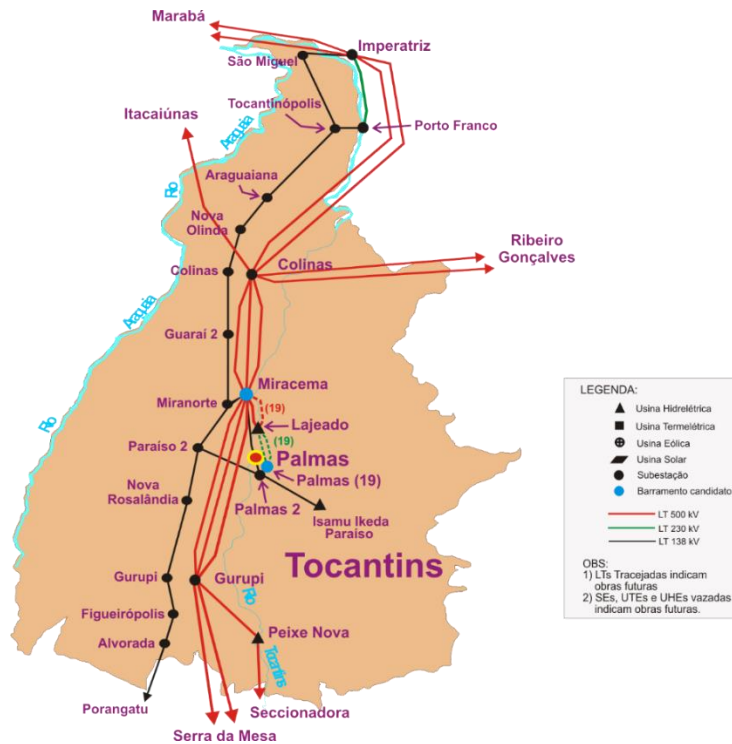 Marabá
Imperatriz
São Miguel
Itacaiúnas
Tocantinópolis
Porto Franco
Araguaia
Rio
Araguaiana
Nova
Olinda
Ribeiro
Gonçalves
Colinas
Colinas
Araguaia
Guaraí 2
Miracema
Miranorte
(19)
Lajeado
Rio
Paraíso 2
(19)
Palmas
Palmas (19)
Nova
Rosalândia
Palmas 2
Isamu Ikeda
Paraíso
Tocantins
Gurupi
Gurupi
Rio
Figueirópolis
Peixe Nova
Alvorada
Tocantins
Porangatu
Seccionadora
Serra da Mesa
LEGENDA:
Usina Hidrelétrica
Usina Termelétrica
Usina Eólica
Usina Solar
Subestação
Barramento candidato
LT 500 kV
LT 230 kV
LT 138 kV
OBS:
1) LTs Tracejadas indicam
obras futuras
2) SEs, UTEs e UHEs vazadas
indicam obras futuras.